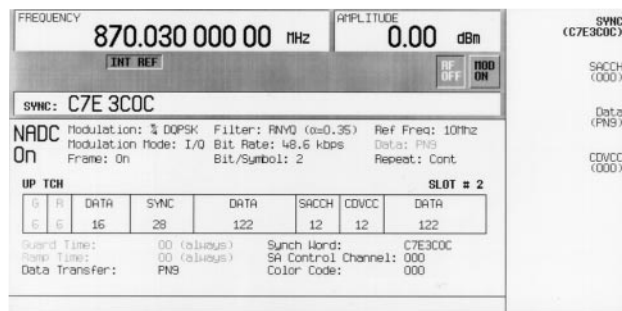 FREQUENCY
870.030 000 00 MHz
AMPLITUDE
0.00 dBm
INT REF
RF OFF
MOD ON
SYNC: C7E 3C0C
NADC On
Modulation: ¼ DQPSK Filter: RNYQ (α=0.35) Ref Freq: 10Mhz
Modulation Mode: I/Q Bit Rate: 48.6 kbps Data: PN9
Frame: On Bit/Symbol: 2 Repeat: Cont
UP TCH SLOT # 2
G R DATA SYNC DATA SACCH CDVCC DATA
6 6 16 28 122 12 12 122
Guard Time: 00 (always) Synch Word: C7E3C0C
Ramp Time: 00 (always) SA Control Channel: 000
Data Transfer: PN9 Color Code: 000
SYNC
(C7E3C0C)
SACCH
(000)
Data
(PN9)
CDVCC
(000)